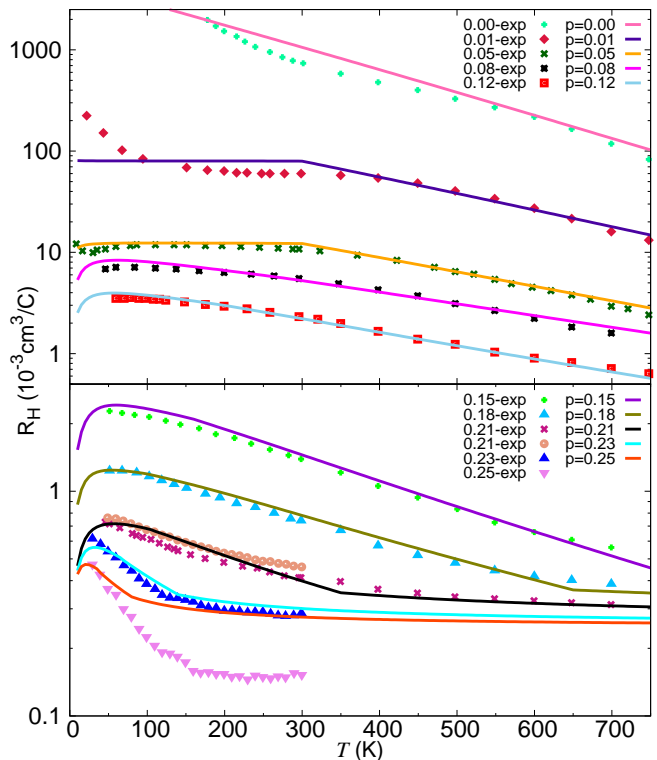 1000
100
10
1
0.00-exp p=0.00
0.01-exp p=0.01
0.05-exp p=0.05
0.08-exp p=0.08
0.12-exp p=0.12
R_H (10^-3 cm^3/C)
1
0.1
0.15-exp p=0.15
0.18-exp p=0.18
0.21-exp p=0.21
0.21-exp p=0.23
0.23-exp p=0.25
0.25-exp
0 100 200 300 400 500 600 700
T (K)